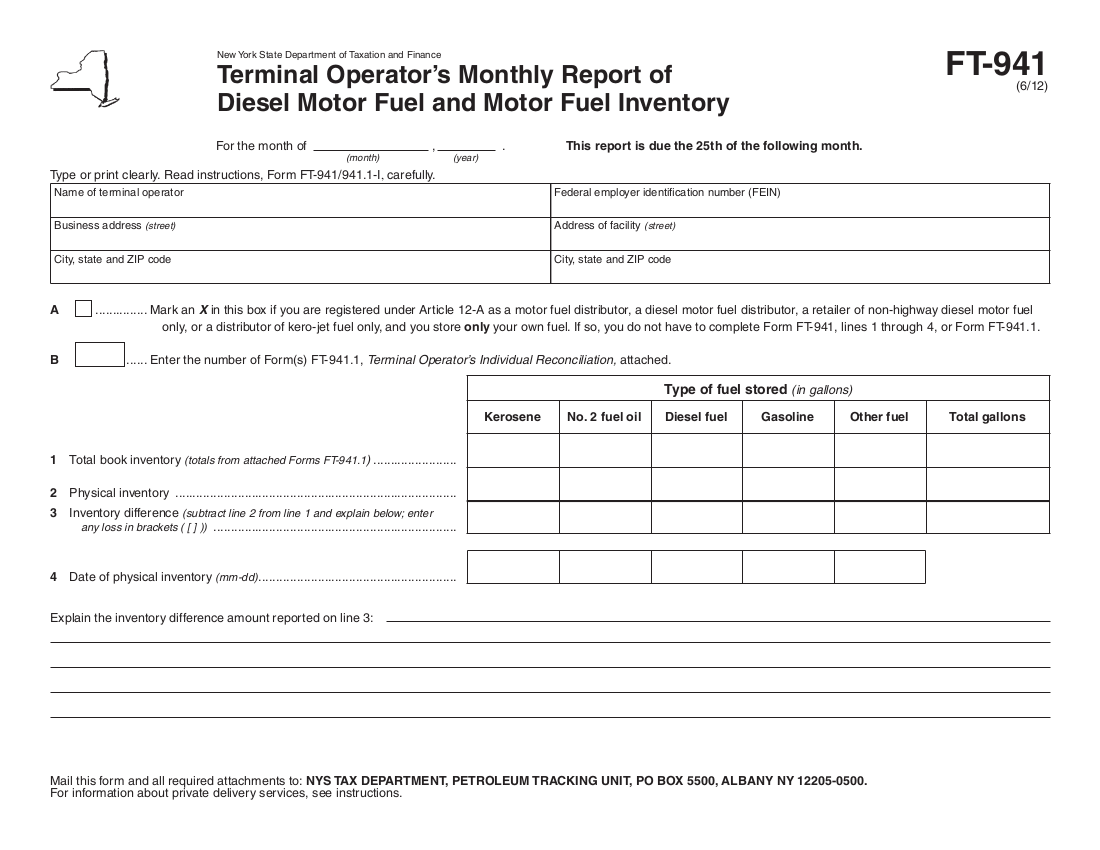 New York State Department of Taxation and Finance
Terminal Operator's Monthly Report of
Diesel Motor Fuel and Motor Fuel Inventory
FT-941
(6/12)
For the month of ____________ , ________ . This report is due the 25th of the following month.
(month) (year)
Type or print clearly. Read instructions, Form FT-941/941.1-I, carefully.
Name of terminal operator Federal employer identification number (FEIN)
Business address (street) Address of facility (street)
City, state and ZIP code City, state and ZIP code
A ............... Mark an X in this box if you are registered under Article 12-A as a motor fuel distributor, a diesel motor fuel distributor, a retailer of non-highway diesel motor fuel
only, or a distributor of kero-jet fuel only, and you store only your own fuel. If so, you do not have to complete Form FT-941, lines 1 through 4, or Form FT-941.1.
B ...... Enter the number of Form(s) FT-941.1, Terminal Operator's Individual Reconciliation, attached.
Type of fuel stored (in gallons)
Kerosene No. 2 fuel oil Diesel fuel Gasoline Other fuel Total gallons
1 Total book inventory (totals from attached Forms FT-941.1) ........................
2 Physical inventory ................................................................................
3 Inventory difference (subtract line 2 from line 1 and explain below; enter
any loss in brackets ( [ ] )) ......................................................................
4 Date of physical inventory (mm-dd).........................................................
Explain the inventory difference amount reported on line 3:
Mail this form and all required attachments to: NYS TAX DEPARTMENT, PETROLEUM TRACKING UNIT, PO BOX 5500, ALBANY NY 12205-0500.
For information about private delivery services, see instructions.